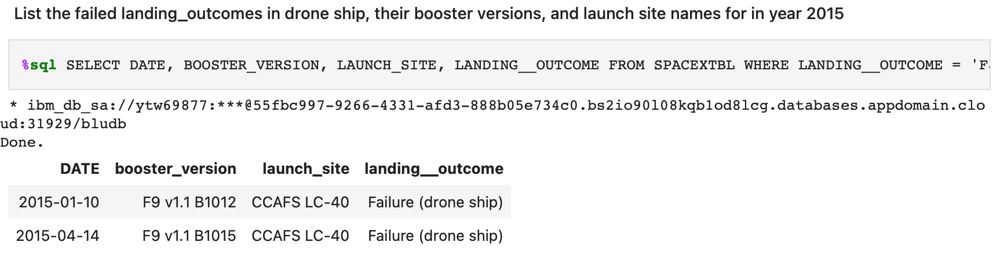 List the failed landing_outcomes in drone ship, their booster versions, and launch site names for in year 2015
%sql SELECT DATE, BOOSTER_VERSION, LAUNCH_SITE, LANDING__OUTCOME FROM SPACEXTBL WHERE LANDING__OUTCOME = 'F
* ibm_db_sa://ytw69877:***@55fbc997-9266-4331-afd3-888b05e734c0.bs2io90l08kqb1od8lcg.databases.appdomain.clo
ud:31929/bludb
Done.
DATE booster_version launch_site landing__outcome
2015-01-10 F9 v1.1 B1012 CCAFS LC-40 Failure (drone ship)
2015-04-14 F9 v1.1 B1015 CCAFS LC-40 Failure (drone ship)